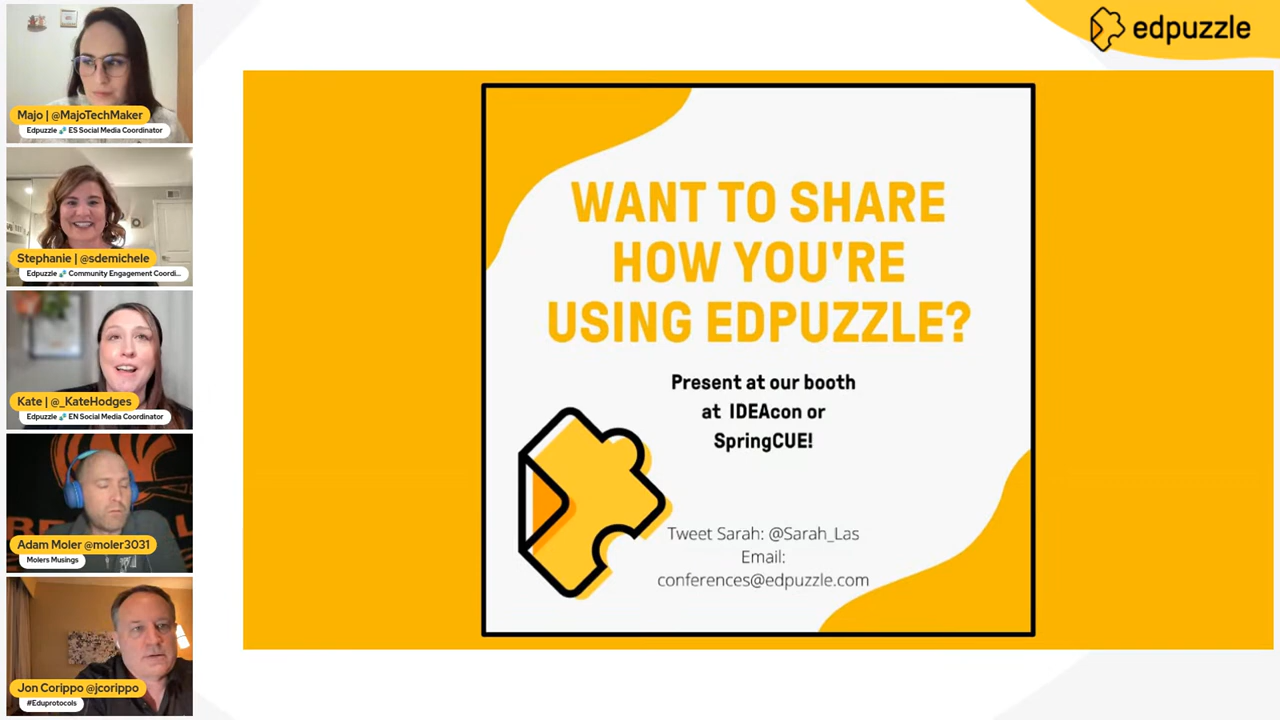 edpuzzle
Majo | @MajoTechMaker
Edpuzzle ES Social Media Coordinator
Stephanie | @sdemichele
Edpuzzle Community Engagement Coordi...
Kate | @_KateHodges
Edpuzzle EN Social Media Coordinator
Adam Moler @moler3031
Molers Musings
Jon Corippo @jcorippo
#Eduprotocols
WANT TO SHARE
HOW YOU'RE
USING EDPUZZLE?
Present at our booth
at IDEAcon or
SpringCUE!
Tweet Sarah: @Sarah_Las
Email:
conferences@edpuzzle.com